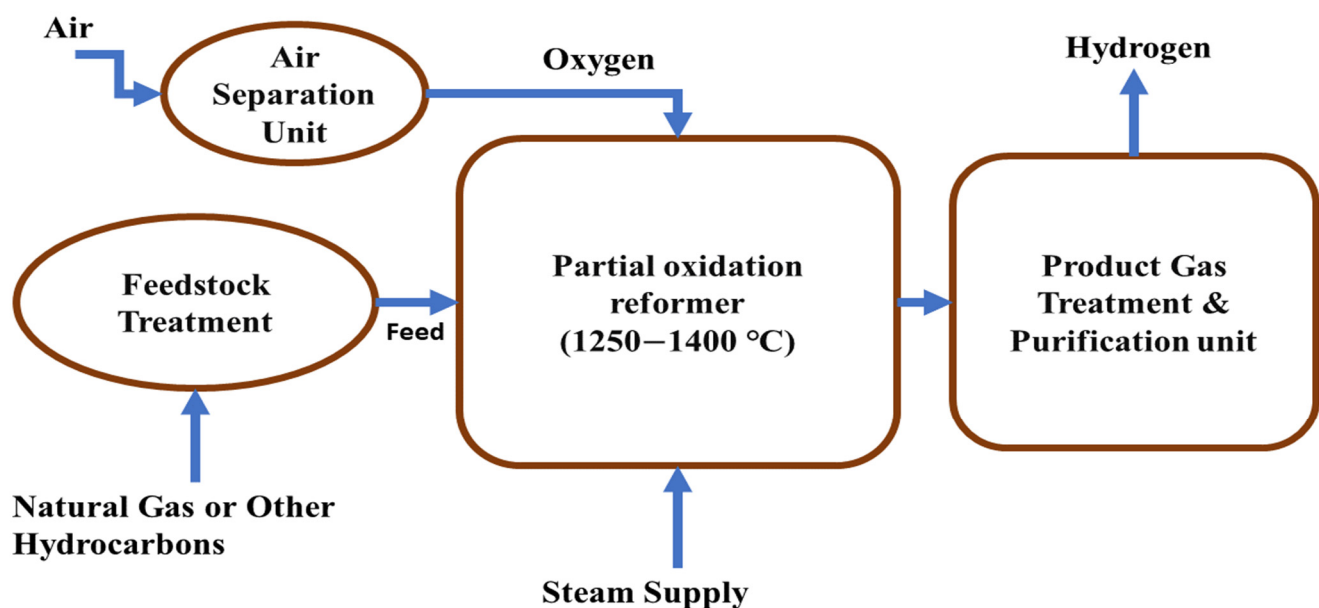 Air
Air
Separation
Unit
Oxygen
Hydrogen
Feedstock
Treatment
Feed
Partial oxidation
reformer
(1250−1400 °C)
Product Gas
Treatment &
Purification unit
Natural Gas or Other
Hydrocarbons
Steam Supply